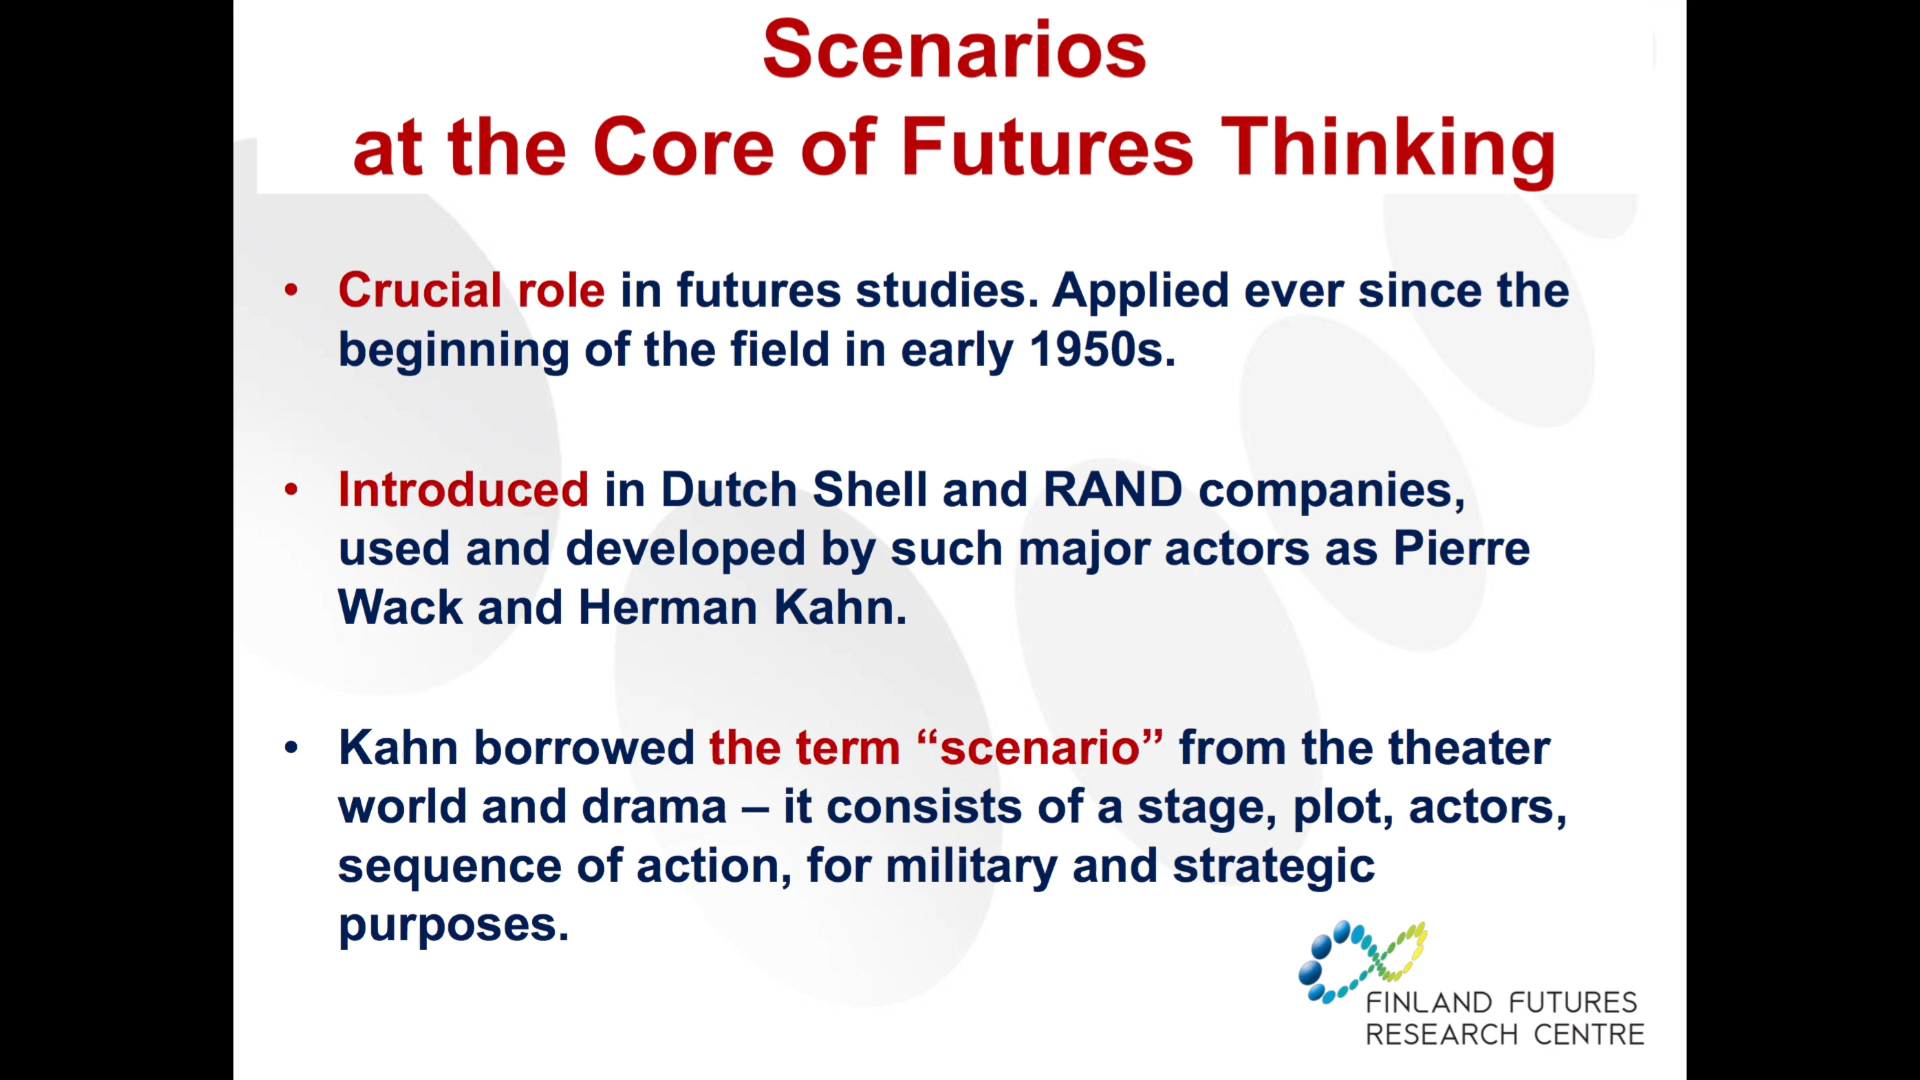 Scenarios
at the Core of Futures Thinking
• Crucial role in futures studies. Applied ever since the
beginning of the field in early 1950s.
• Introduced in Dutch Shell and RAND companies,
used and developed by such major actors as Pierre
Wack and Herman Kahn.
• Kahn borrowed the term “scenario” from the theater
world and drama – it consists of a stage, plot, actors,
sequence of action, for military and strategic
purposes.
FINLAND FUTURES
RESEARCH CENTRE